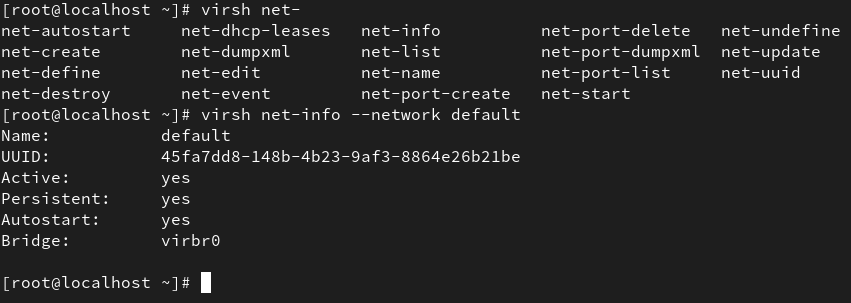 [root@localhost ~]# virsh net-
net-autostart     net-dhcp-leases   net-info          net-port-delete   net-undefine
net-create        net-dumpxml       net-list          net-port-dumpxml  net-update
net-define        net-edit          net-name          net-port-list     net-uuid
net-destroy       net-event         net-port-create   net-start
[root@localhost ~]# virsh net-info --network default
Name:           default
UUID:           45fa7dd8-148b-4b23-9af3-8864e26b21be
Active:         yes
Persistent:     yes
Autostart:      yes
Bridge:         virbr0
[root@localhost ~]#